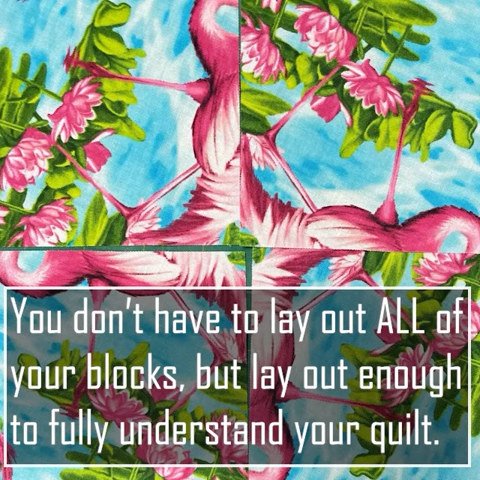 You don't have to lay out ALL of
your blocks, but lay out enough
to fully understand your quilt.